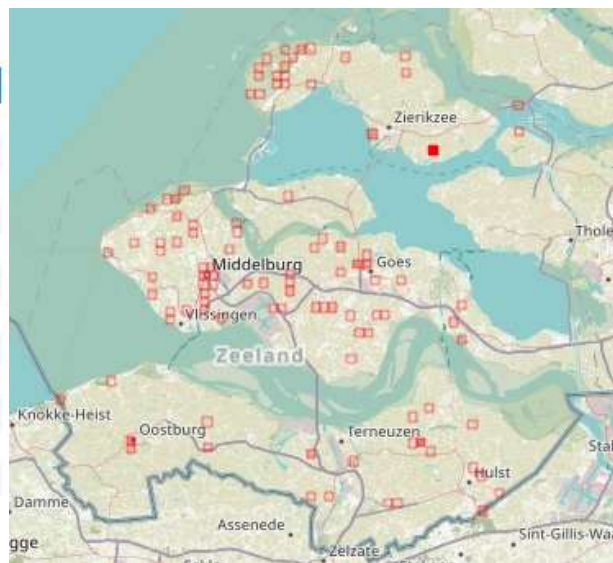 Zierikzee
Thole
Middelburg
Goes
Vlissingen
Zeeland
Knokke-Heist
Oostburg
Terneuzen
Hulst
Damme
Assenede
Sint-Gillis-Waa
gge
Zelzate